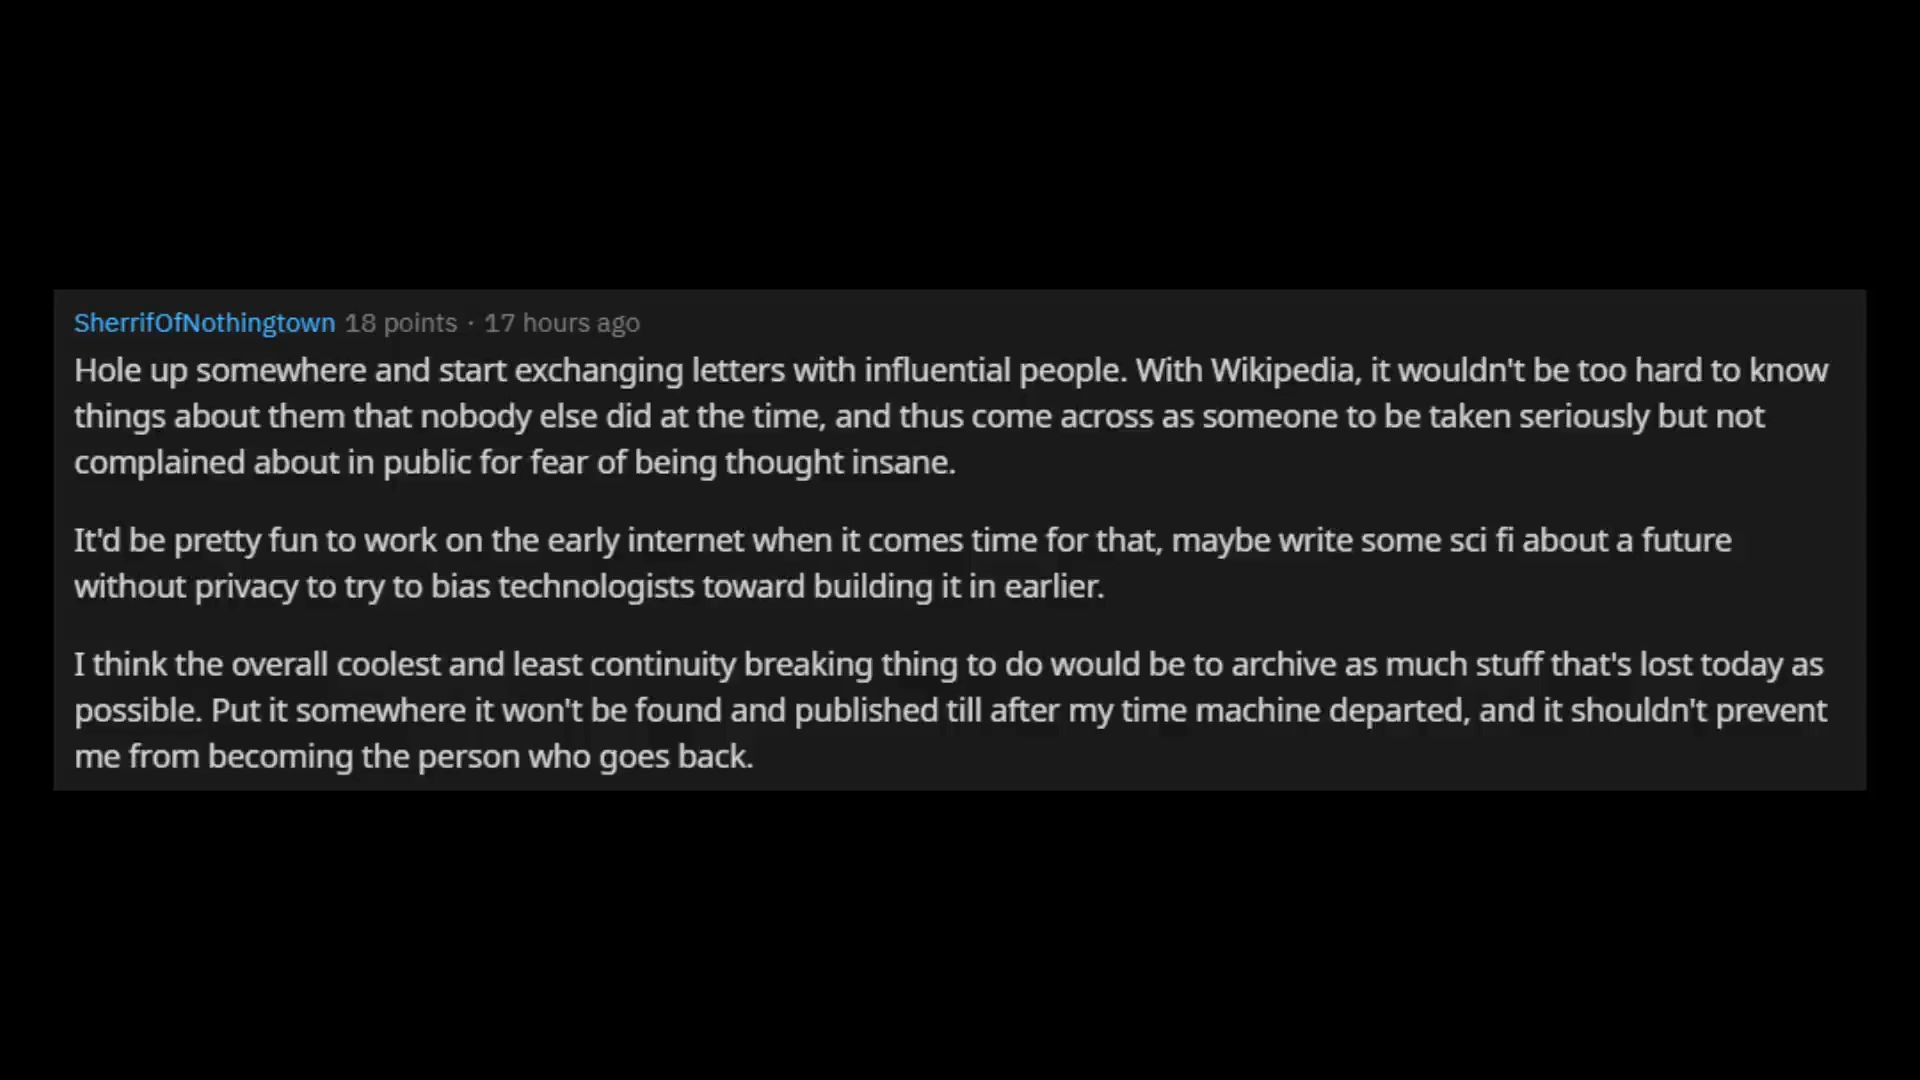 SherrifOfNothingtown 18 points · 17 hours ago
Hole up somewhere and start exchanging letters with influential people. With Wikipedia, it wouldn't be too hard to know
things about them that nobody else did at the time, and thus come across as someone to be taken seriously but not
complained about in public for fear of being thought insane.
It'd be pretty fun to work on the early internet when it comes time for that, maybe write some sci fi about a future
without privacy to try to bias technologists toward building it in earlier.
I think the overall coolest and least continuity breaking thing to do would be to archive as much stuff that's lost today as
possible. Put it somewhere it won't be found and published till after my time machine departed, and it shouldn't prevent
me from becoming the person who goes back.